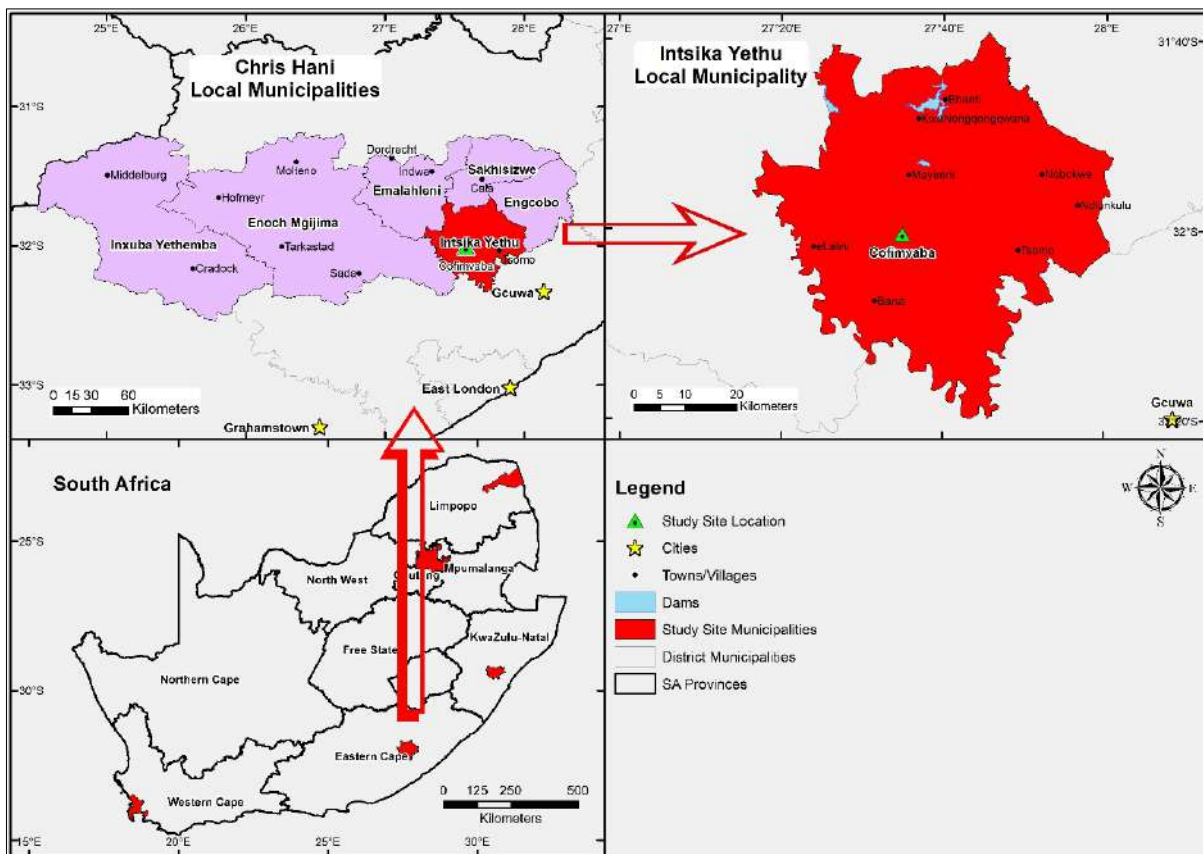 25°E 26°E 27°E 28°E
Chris Hani
Local Municipalities
31°S
32°S
33°S
Dordrecht
Molteno
Indwe
Sakhisizwe
Middelburg
Cala
Hofmeyr
Emalahleni
Engcobo
Enoch Mgijima
Inxuba Yethemba
Intsika Yethu
Tarkastad
Tsomo
Cofimvaba
Cradock
Sada
Gcuwa
East London
Grahamstown
0 15 30 60
Kilometers
27°20'E 27°40'E 28°E
Intsika Yethu
Local Municipality
31°40'S
32°S
Bhanti
KwaNongqongqwana
Mayaeni
Nobokwe
Ndlunkulu
Cofimvaba
Tsomo
Banzi
0 5 10 20
Kilometers
Gcuwa
South Africa
25°S
30°S
Limpopo
North West
Gauteng
Mpumalanga
Free State
KwaZulu-Natal
Northern Cape
Eastern Cape
Western Cape
0 125 250 500
Kilometers
15°E 20°E 25°E 30°E
N
W E
S
Legend
Study Site Location
Cities
Towns/Villages
Dams
Study Site Municipalities
District Municipalities
SA Provinces